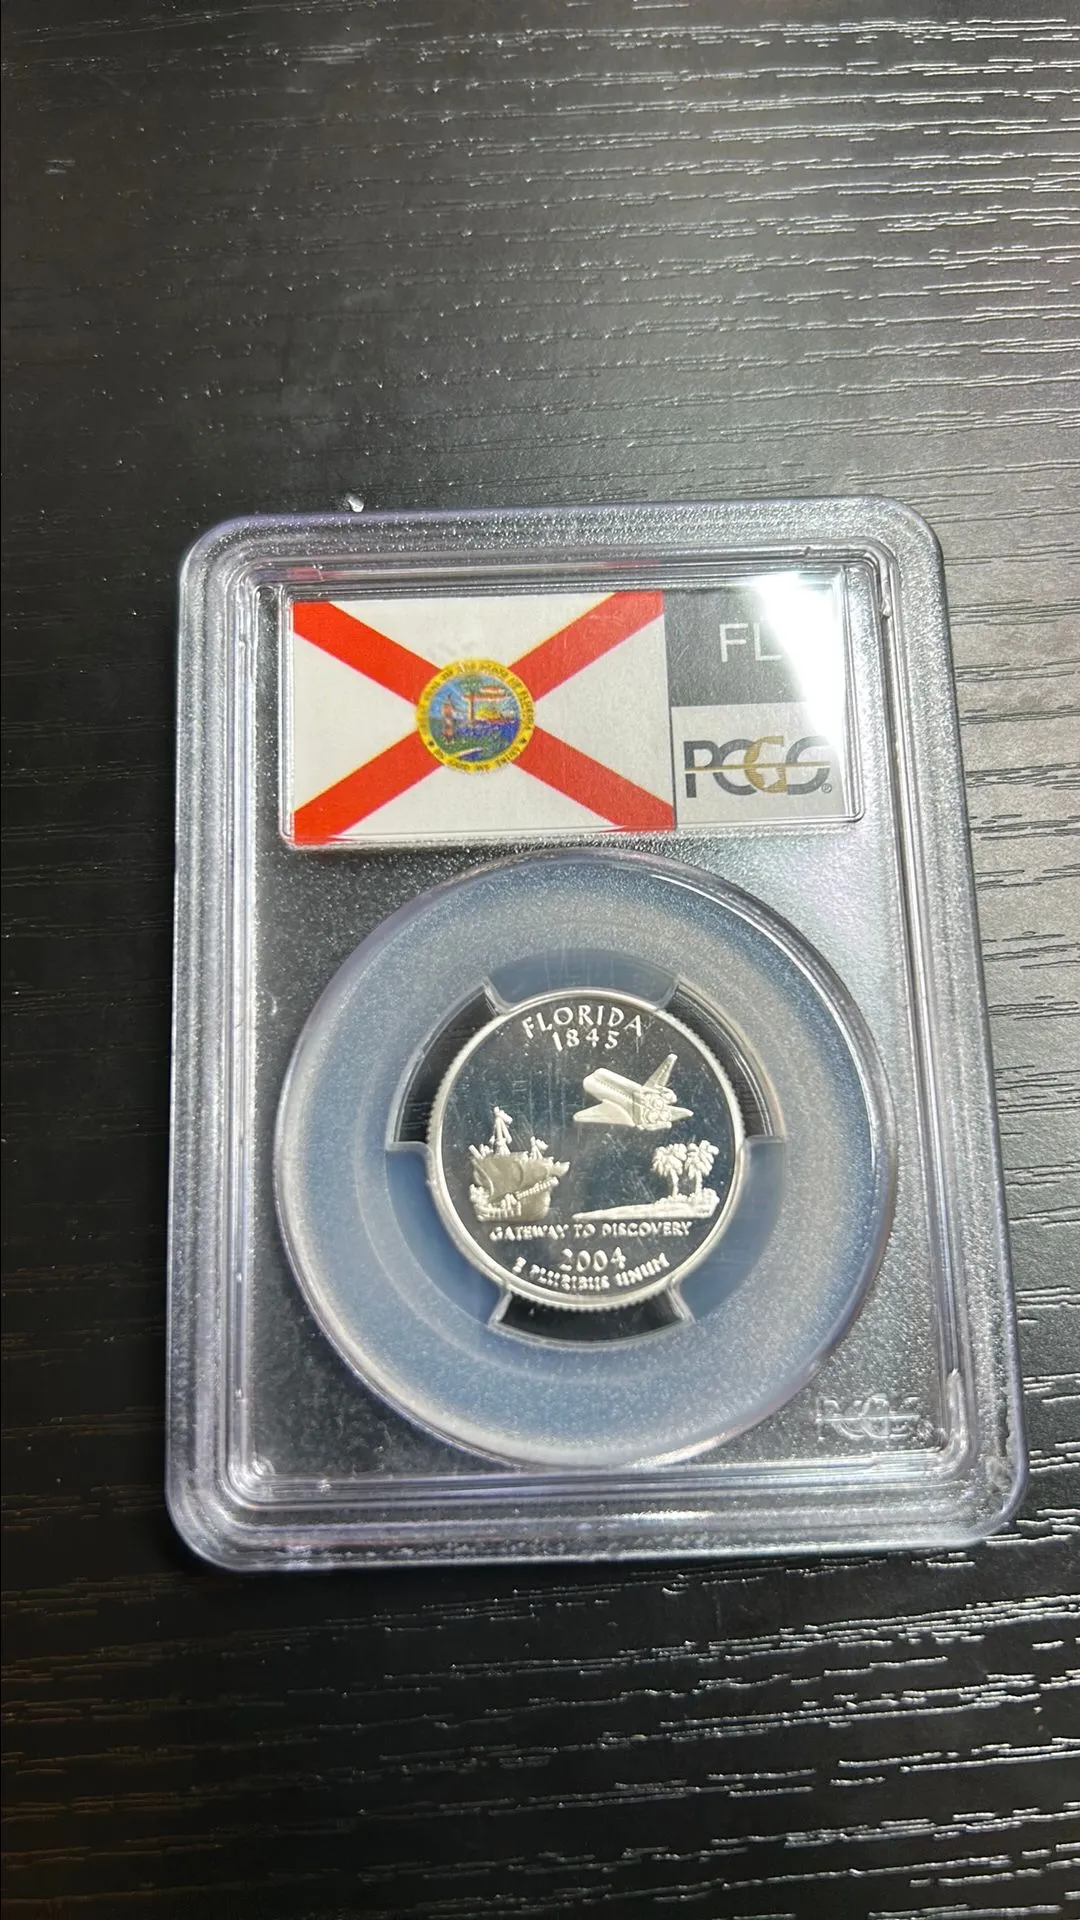 FL
PCGS
FLORIDA
1845
GATEWAY TO DISCOVERY
2004
E PLURIBUS UNUM
PCGS